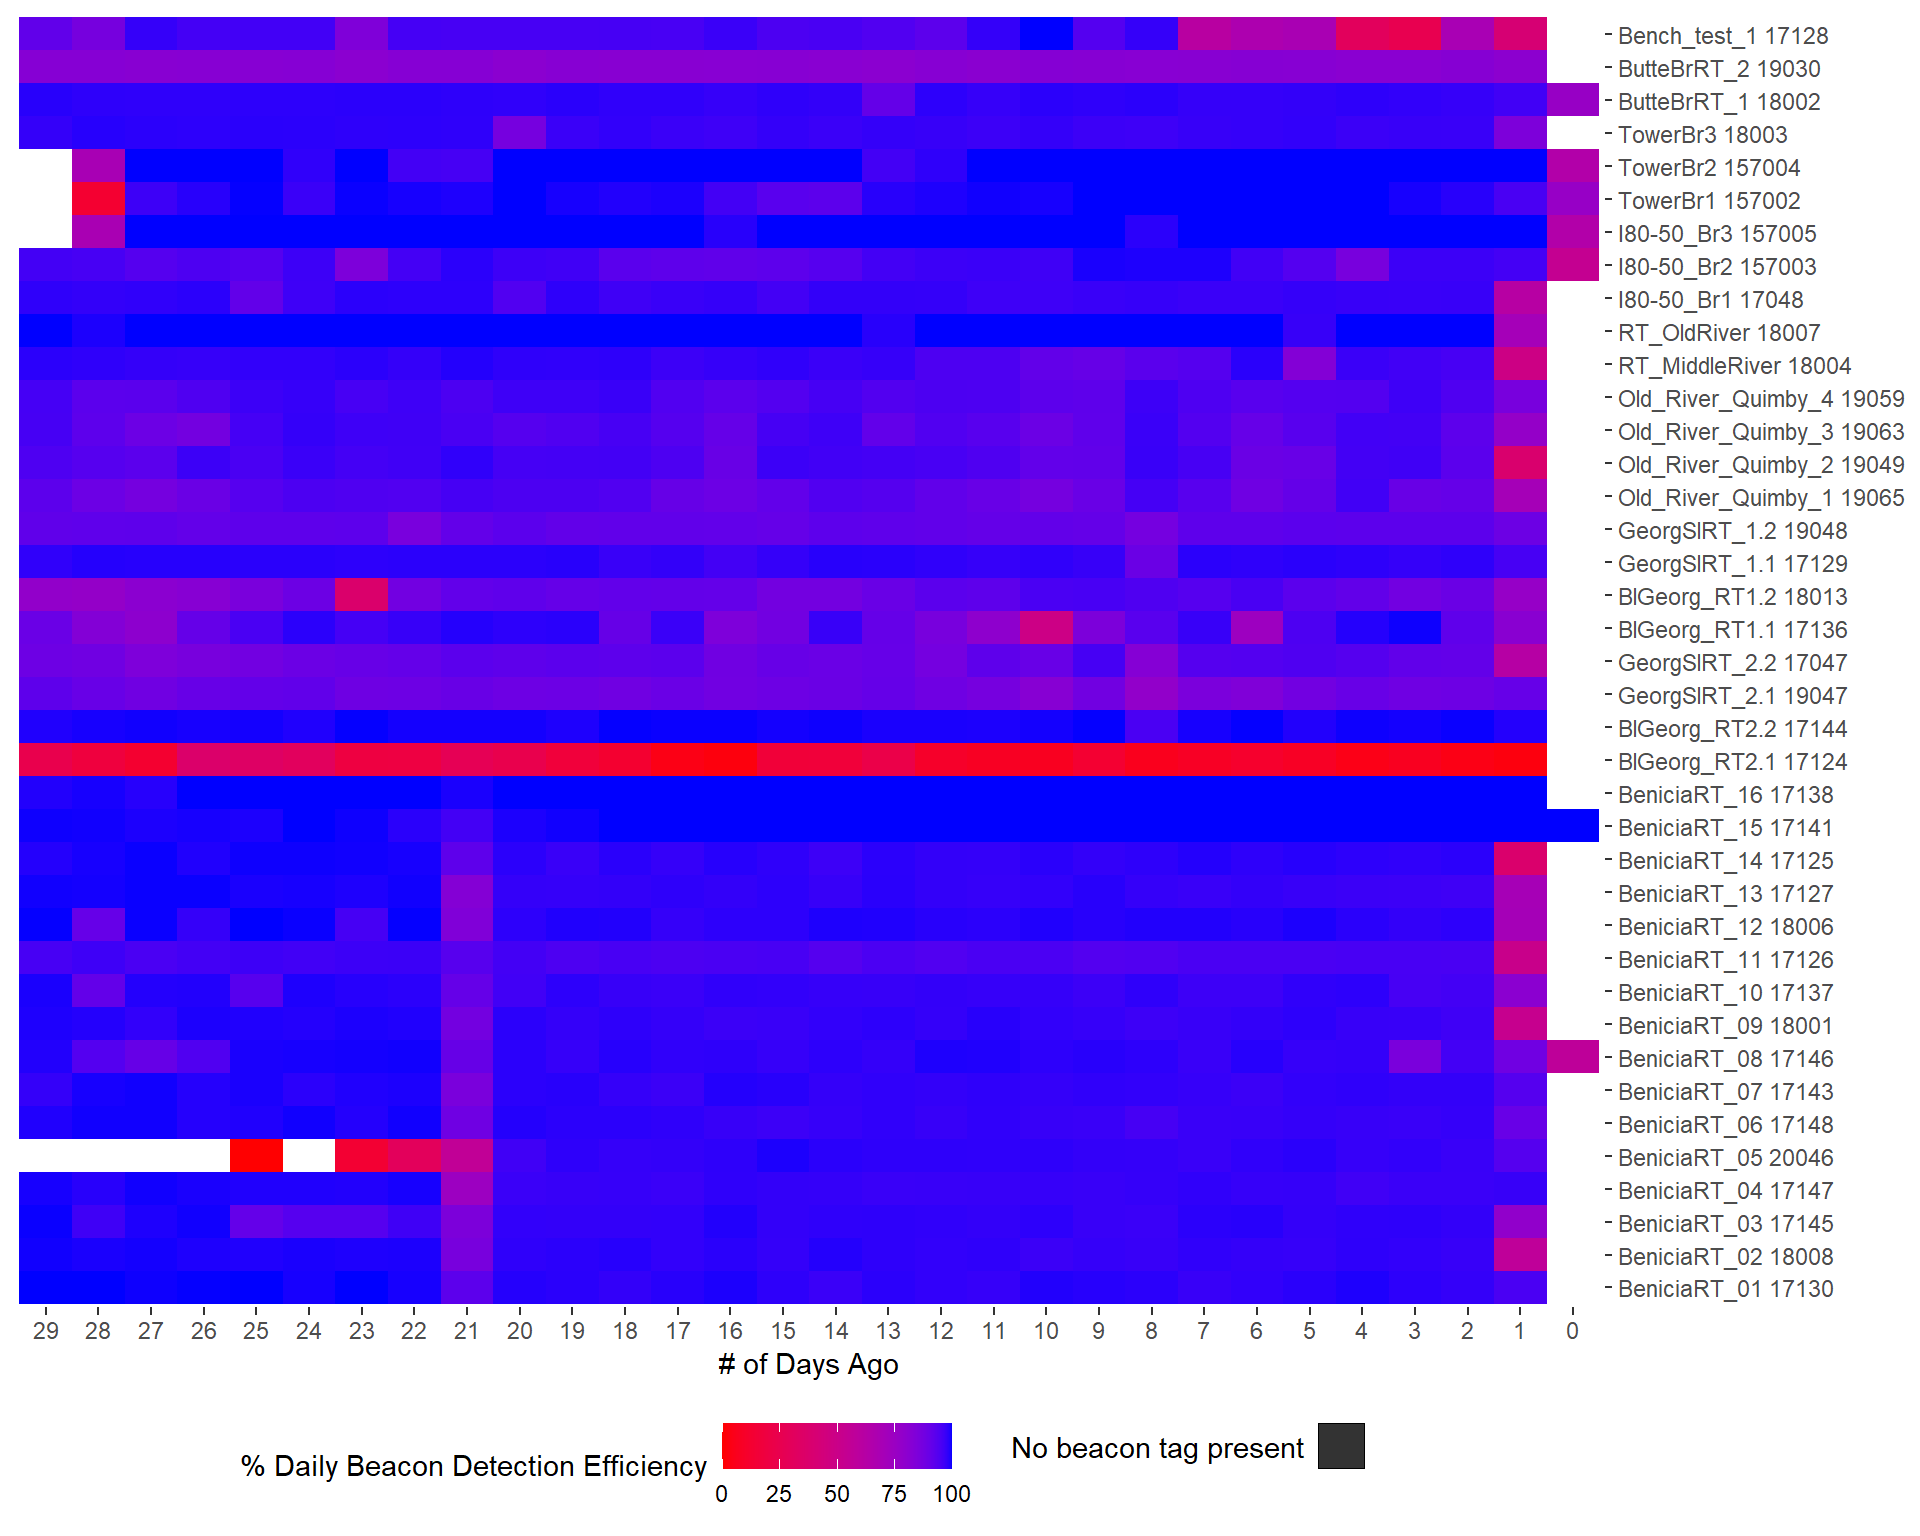 Bench_test_1 17128
ButteBrRT_2 19030
ButteBrRT_1 18002
TowerBr3 18003
TowerBr2 157004
TowerBr1 157002
I80-50_Br3 157005
I80-50_Br2 157003
I80-50_Br1 17048
RT_OldRiver 18007
RT_MiddleRiver 18004
Old_River_Quimby_4 19059
Old_River_Quimby_3 19063
Old_River_Quimby_2 19049
Old_River_Quimby_1 19065
GeorgSlRT_1.2 19048
GeorgSlRT_1.1 17129
BlGeorg_RT1.2 18013
BlGeorg_RT1.1 17136
GeorgSlRT_2.2 17047
GeorgSlRT_2.1 19047
BlGeorg_RT2.2 17144
BlGeorg_RT2.1 17124
BeniciaRT_16 17138
BeniciaRT_15 17141
BeniciaRT_14 17125
BeniciaRT_13 17127
BeniciaRT_12 18006
BeniciaRT_11 17126
BeniciaRT_10 17137
BeniciaRT_09 18001
BeniciaRT_08 17146
BeniciaRT_07 17143
BeniciaRT_06 17148
BeniciaRT_05 20046
BeniciaRT_04 17147
BeniciaRT_03 17145
BeniciaRT_02 18008
BeniciaRT_01 17130
29 28 27 26 25 24 23 22 21 20 19 18 17 16 15 14 13 12 11 10 9 8 7 6 5 4 3 2 1 0
# of Days Ago
% Daily Beacon Detection Efficiency
0 25 50 75 100
No beacon tag present